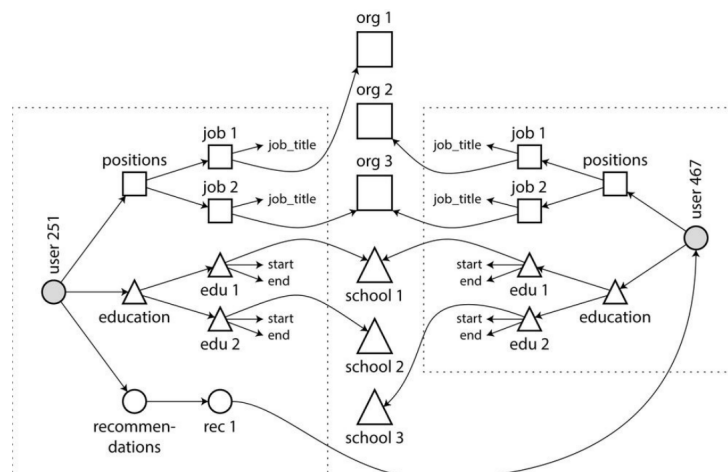 org 1
org 2
org 3
user 251
positions
job 1
job_title
job 2
job_title
education
edu 1
start
end
edu 2
start
end
recommen-
dations
rec 1
school 1
school 2
school 3
job 1
job_title
job 2
job_title
positions
user 467
start
end
edu 1
start
end
edu 2
education